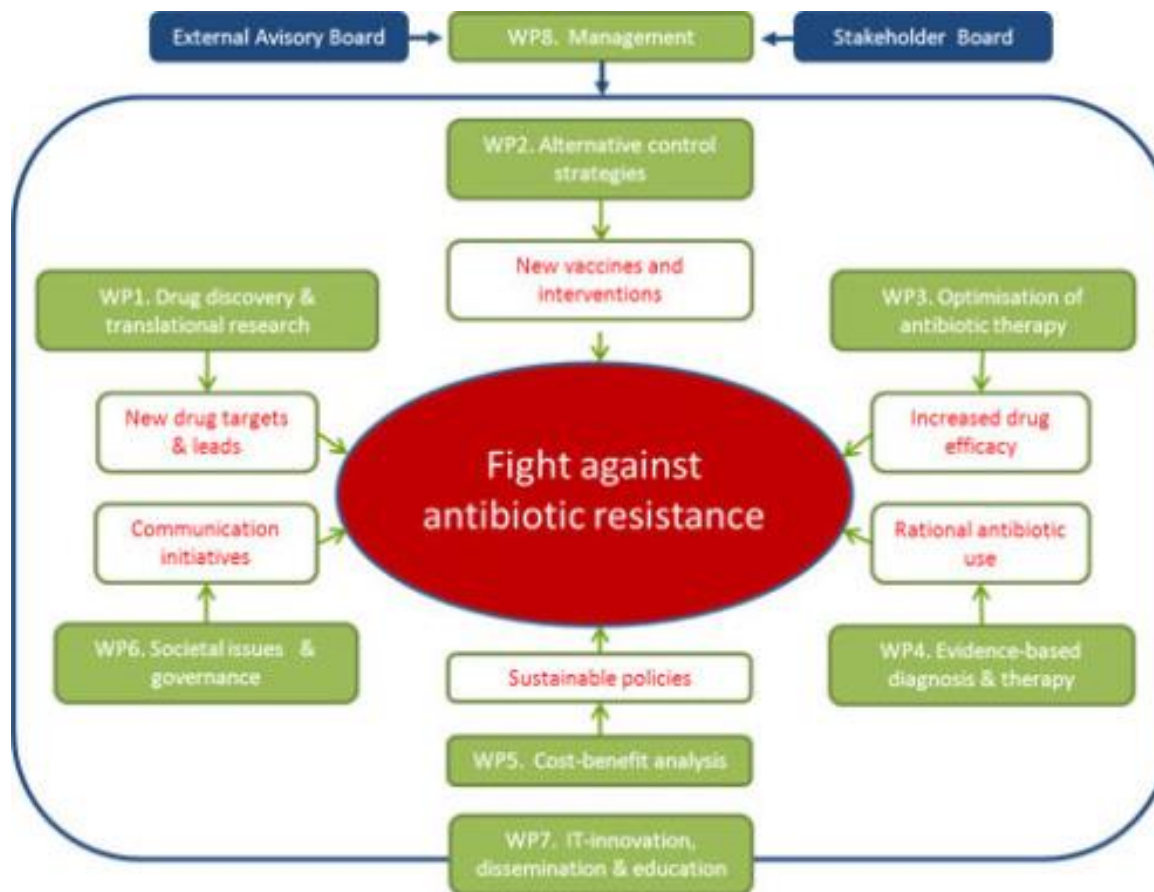 External Avisory Board
WP8. Management
Stakeholder Board
WP2. Alternative control
strategies
New vaccines and
interventions
WP1. Drug discovery &
translational research
WP3. Optimisation of
antibiotic therapy
New drug targets
& leads
Increased drug
efficacy
Fight against
antibiotic resistance
Communication
initiatives
Rational antibiotic
use
WP6. Societal issues &
governance
Sustainable policies
WP4. Evidence-based
diagnosis & therapy
WP5. Cost-benefit analysis
WP7. IT-innovation,
dissemination & education